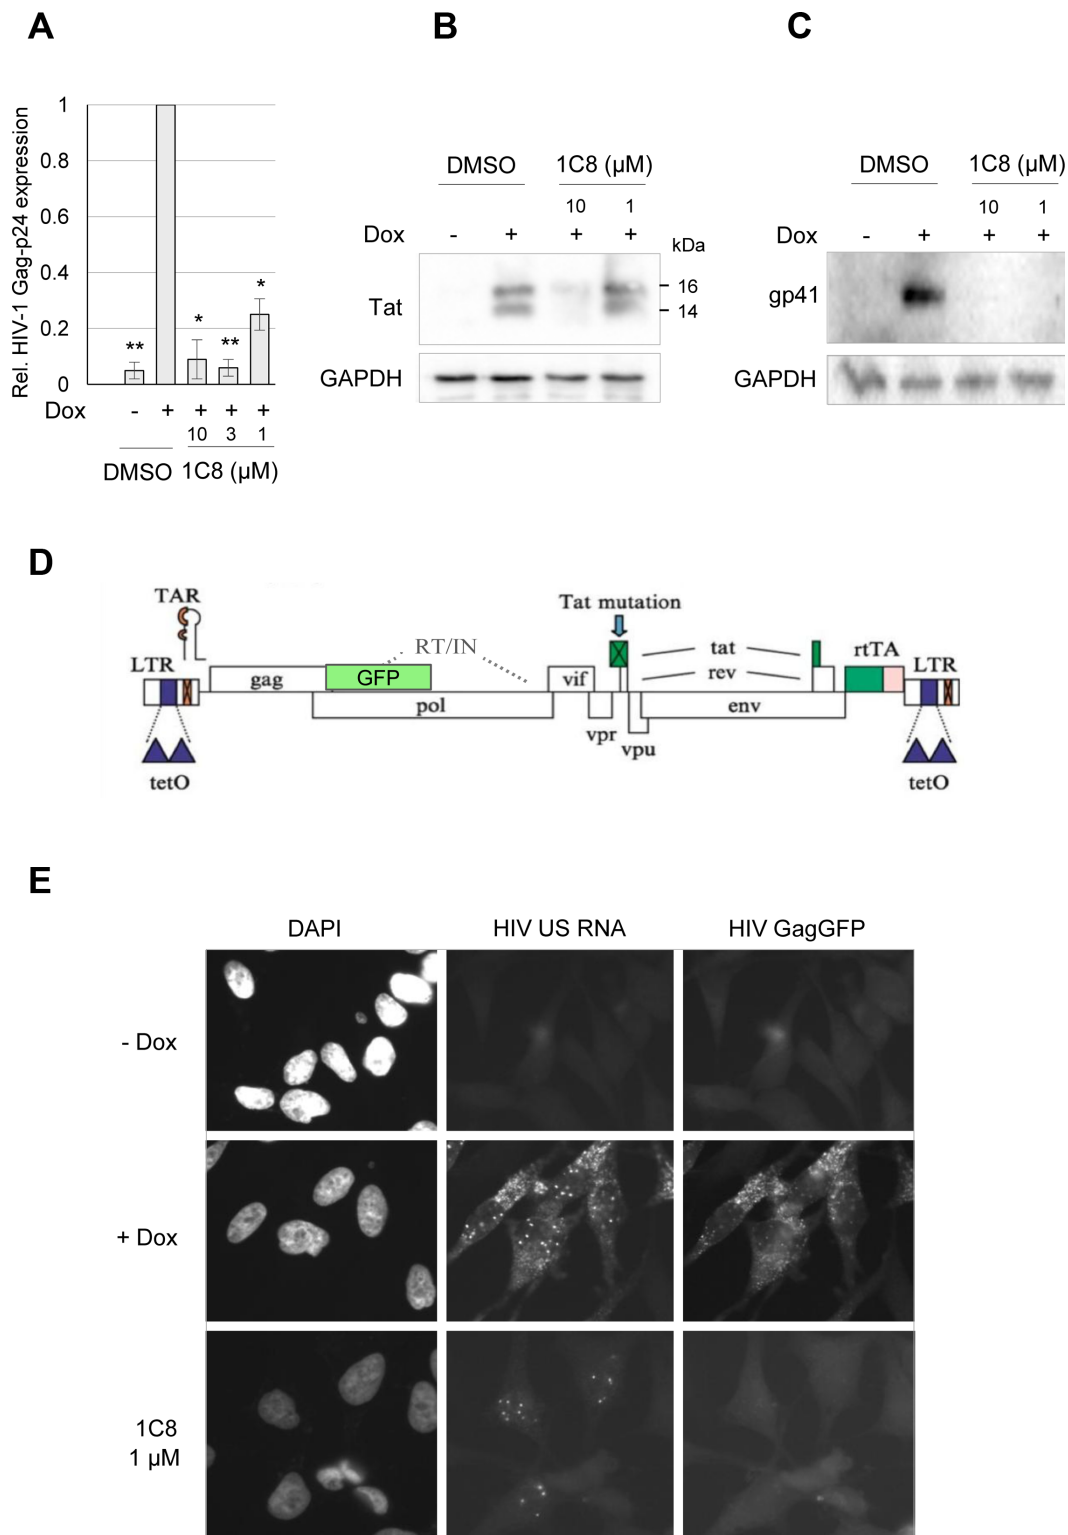 A
Rel. HIV-1 Gag-p24 expression
1
0.8
0.6
0.4
0.2
0
**
*
**
*
Dox - + + + +
10 3 1
DMSO 1C8 (µM)
B
DMSO 1C8 (µM)
10 1
Dox - + + + kDa
Tat
16
14
GAPDH
C
DMSO 1C8 (µM)
10 1
Dox - + + +
gp41
GAPDH
D
TAR
Tat mutation
LTR
RT/IN
tat
rtTA
LTR
gag
GFP
vif
rev
pol
env
vpr
vpu
tetO
tetO
E
DAPI HIV US RNA HIV GagGFP
- Dox
+ Dox
1C8
1 µM